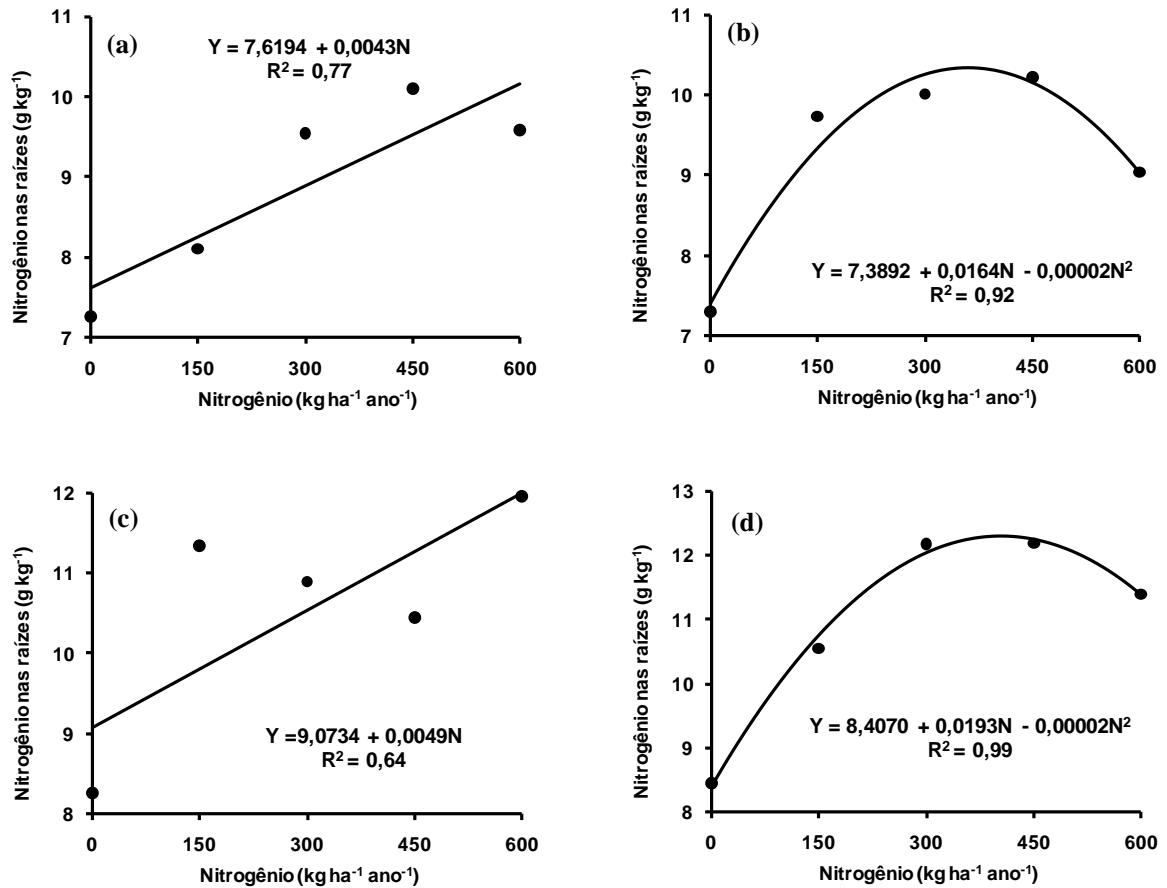 (a)
Y = 7,6194 + 0,0043N
R² = 0,77
Nitrogênio nas raízes (g kg⁻¹)
11
10
9
8
7
0 150 300 450 600
Nitrogênio (kg ha⁻¹ ano⁻¹)
(b)
Nitrogênio nas raízes (g kg⁻¹)
11
10
9
8
7
Y = 7,3892 + 0,0164N - 0,00002N²
R² = 0,92
0 150 300 450 600
Nitrogênio (kg ha⁻¹ ano⁻¹)
(c)
Nitrogênio nas raízes (g kg⁻¹)
12
11
10
9
8
Y =9,0734 + 0,0049N
R² = 0,64
0 150 300 450 600
Nitrogênio (kg ha⁻¹ ano⁻¹)
(d)
Nitrogênio nas raízes (g kg⁻¹)
13
12
11
10
9
8
Y = 8,4070 + 0,0193N - 0,00002N²
R² = 0,99
0 150 300 450 600
Nitrogênio (kg ha⁻¹ ano⁻¹)